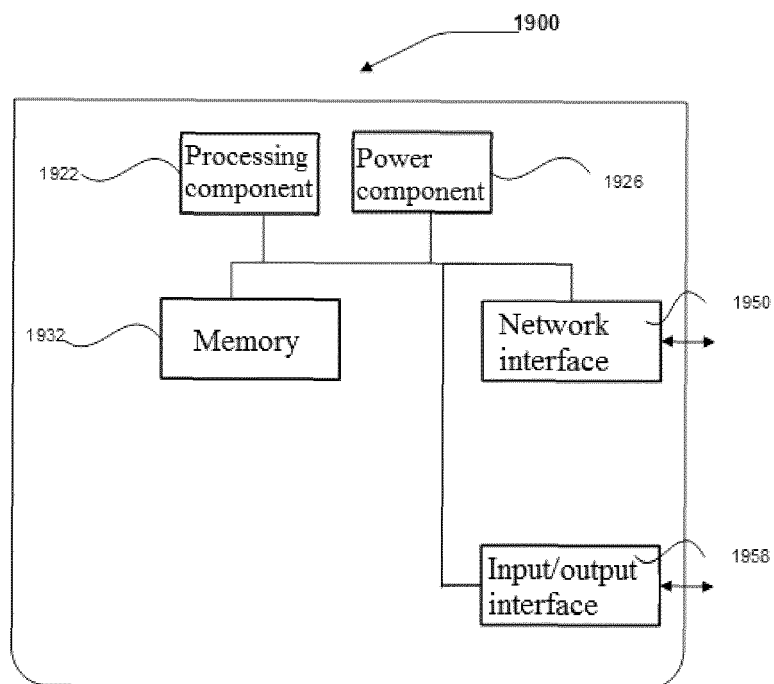 1900
Processing
component
1922
Power
component
1926
Memory
1932
Network
interface
1950
Input/output
interface
1958